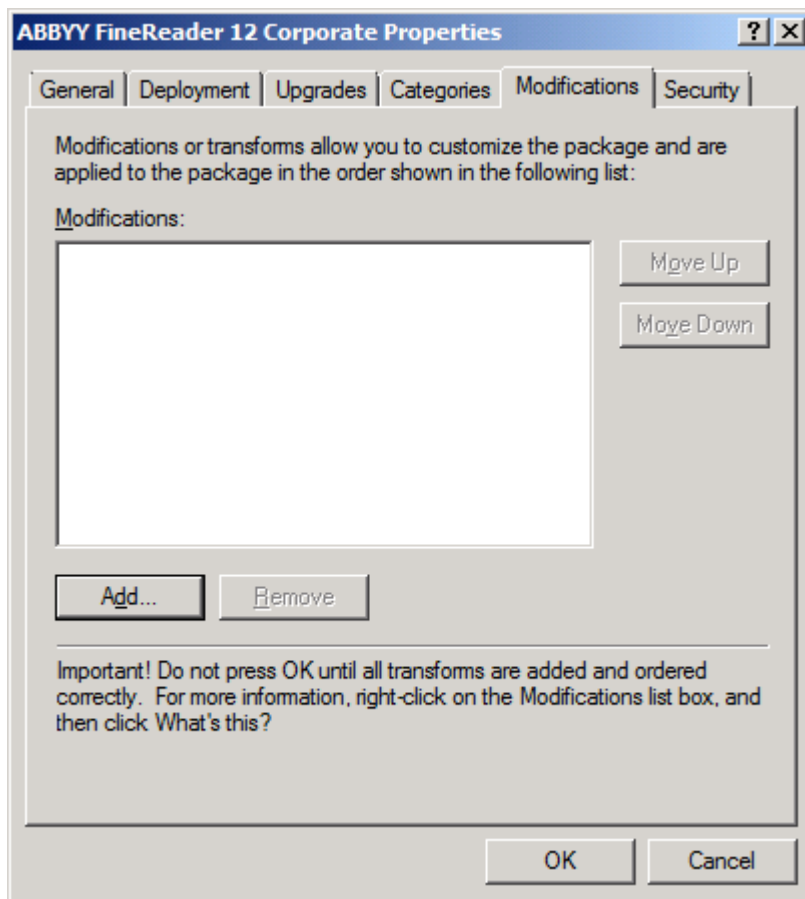 ABBYY FineReader 12 Corporate Properties
General Deployment Upgrades Categories Modifications Security
Modifications or transforms allow you to customize the package and are
applied to the package in the order shown in the following list:
Modifications:
Move Up
Move Down
Add... Remove
Important! Do not press OK until all transforms are added and ordered
correctly. For more information, right-click on the Modifications list box, and
then click What's this?
OK Cancel